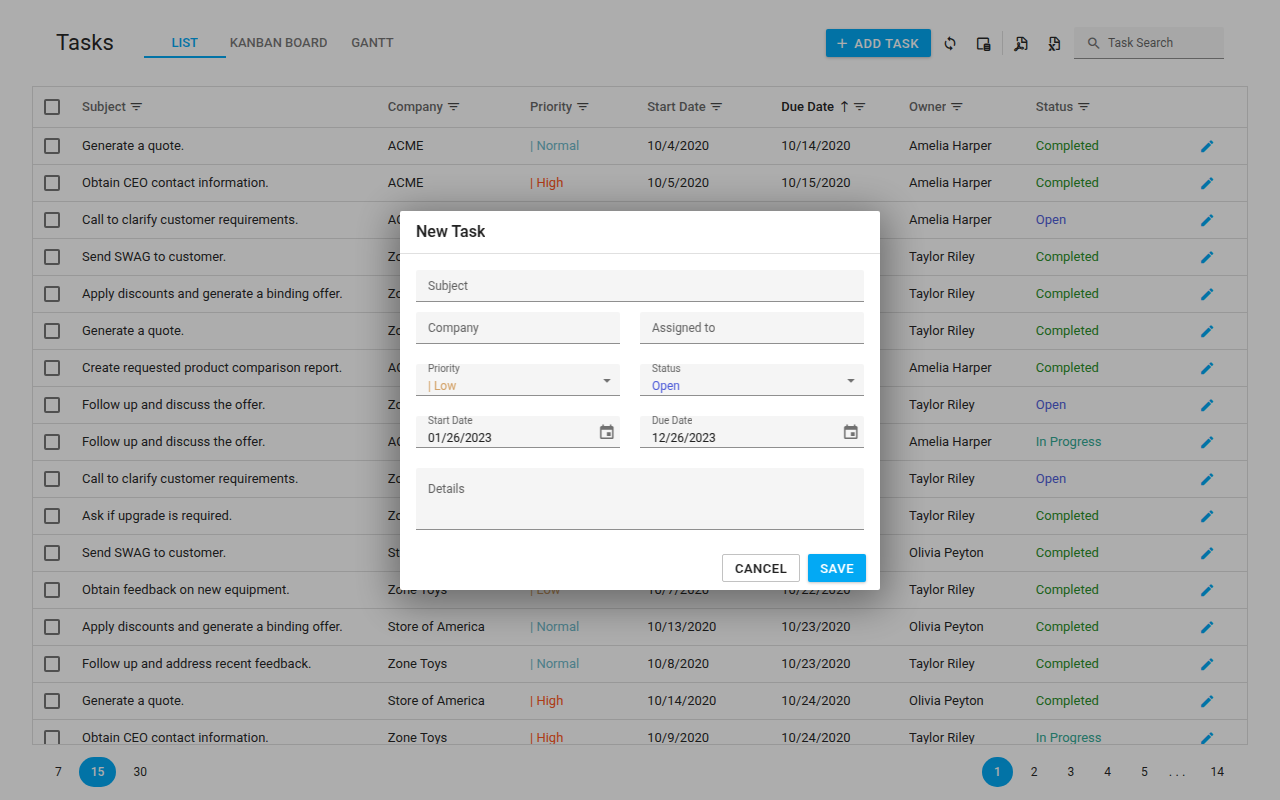 Tasks LIST KANBAN BOARD GANTT ADD TASK Task Search
Subject Company Priority Start Date Due Date Owner Status
Generate a quote. ACME | Normal 10/4/2020 10/14/2020 Amelia Harper Completed
Obtain CEO contact information. ACME | High 10/5/2020 10/15/2020 Amelia Harper Completed
Call to clarify customer requirements. Amelia Harper Open
New Task
Send SWAG to customer. Taylor Riley Completed
Subject
Apply discounts and generate a binding offer. Taylor Riley Completed
Company Assigned to
Generate a quote. Taylor Riley Completed
Create requested product comparison report. Amelia Harper Completed
Priority Status
| Low Open
Follow up and discuss the offer. Taylor Riley Open
Start Date Due Date
01/26/2023 12/26/2023
Follow up and discuss the offer. Amelia Harper In Progress
Call to clarify customer requirements. Taylor Riley Open
Details
Ask if upgrade is required. Taylor Riley Completed
Send SWAG to customer. Olivia Peyton Completed
CANCEL SAVE
Obtain feedback on new equipment. Zone Toys | Low 10/7/2020 10/22/2020 Taylor Riley Completed
Apply discounts and generate a binding offer. Store of America | Normal 10/13/2020 10/23/2020 Olivia Peyton Completed
Follow up and address recent feedback. Zone Toys | Normal 10/8/2020 10/23/2020 Taylor Riley Completed
Generate a quote. Store of America | High 10/14/2020 10/24/2020 Olivia Peyton Completed
Obtain CEO contact information. Zone Toys | High 10/9/2020 10/24/2020 Taylor Riley In Progress
7 15 30 1 2 3 4 5 . . . 14